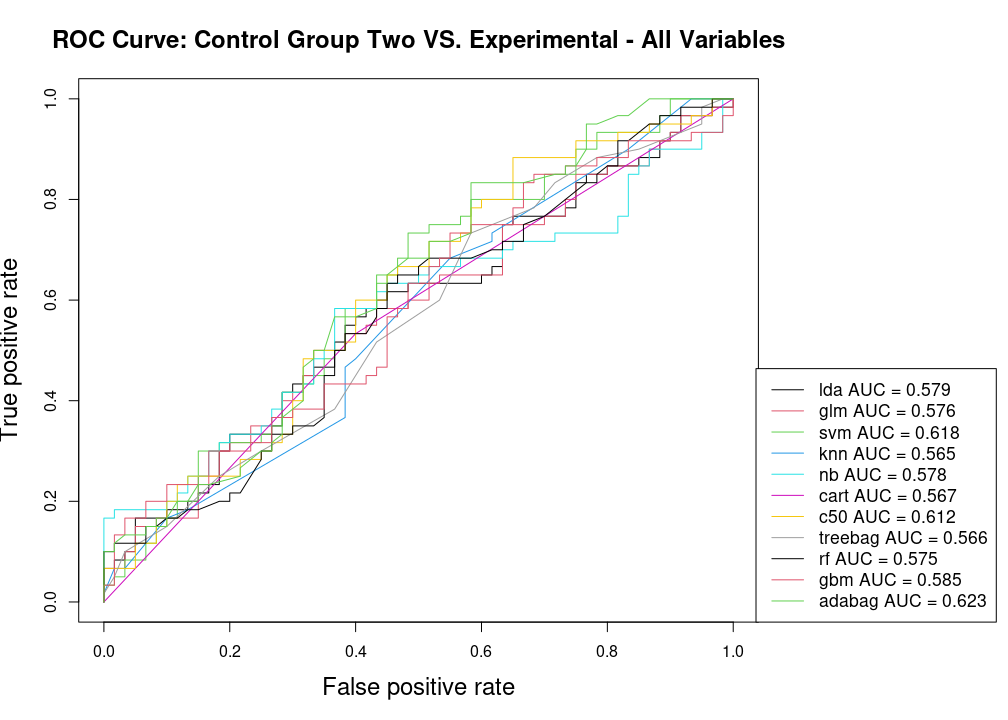 ROC Curve: Control Group Two VS. Experimental - All Variables
True positive rate
1.0
0.8
0.6
0.4
0.2
0.0
0.0 0.2 0.4 0.6 0.8 1.0
False positive rate
lda AUC = 0.579
glm AUC = 0.576
svm AUC = 0.618
knn AUC = 0.565
nb AUC = 0.578
cart AUC = 0.567
c50 AUC = 0.612
treebag AUC = 0.566
rf AUC = 0.575
gbm AUC = 0.585
adabag AUC = 0.623